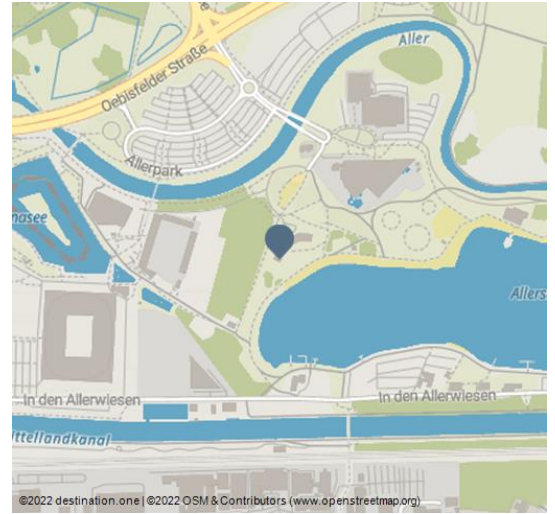 Oebisfelder Straße
Aller
Allerpark
nasee
Allers
In den Allerwiesen
In den Allerwiesen
ittellandkanal
©2022 destination.one | ©2022 OSM & Contributors (www.openstreetmap.org)